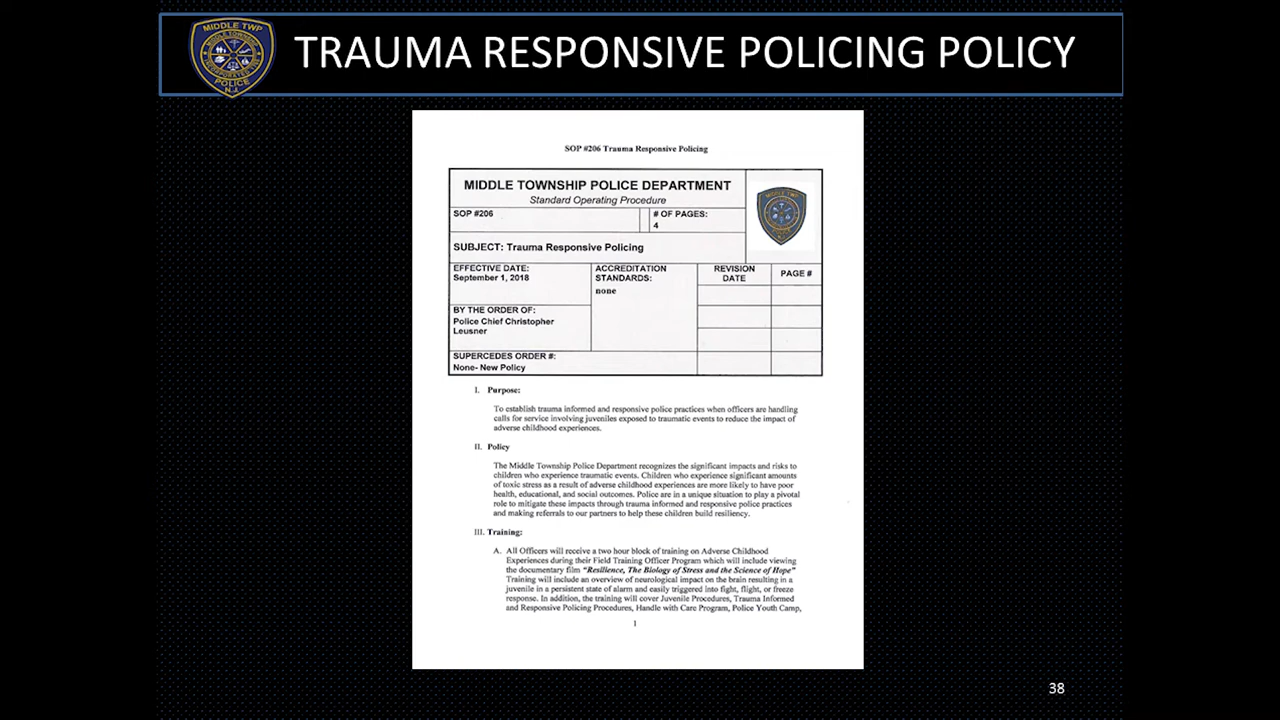 MIDDLE TWP
POLICE
N.J.
TRAUMA RESPONSIVE POLICING POLICY
SOP #206 Trauma Responsive Policing
MIDDLE TOWNSHIP POLICE DEPARTMENT
Standard Operating Procedure
SOP #206
# OF PAGES:
4
SUBJECT: Trauma Responsive Policing
EFFECTIVE DATE:
September 1, 2018
ACCREDITATION
STANDARDS:
none
REVISION
DATE
PAGE #
BY THE ORDER OF:
Police Chief Christopher
Leusner
SUPERCEDES ORDER #:
None- New Policy
I. Purpose:
To establish trauma informed and responsive police practices when officers are handling
calls for service involving juveniles exposed to traumatic events to reduce the impact of
adverse childhood experiences.
II. Policy
The Middle Township Police Department recognizes the significant impacts and risks to
children who experience traumatic events. Children who experience significant amounts
of toxic stress as a result of adverse childhood experiences are more likely to have poor
health, educational, and social outcomes. Police are in a unique situation to play a pivotal
role to mitigate these impacts through trauma informed and responsive police practices
and making referrals to our partners to help these children build resiliency.
III. Training:
A. All Officers will receive a two hour block of training on Adverse Childhood
Experiences during their Field Training Officer Program which will include viewing
the documentary film "Resilience, The Biology of Stress and the Science of Hope"
Training will include an overview of neurological impact on the brain resulting in a
juvenile in a persistent state of alarm and easily triggered into fight, flight, or freeze
response. In addition, the training will cover Juvenile Procedures, Trauma Informed
and Responsive Policing Procedures, Handle with Care Program, Police Youth Camp,
1
38